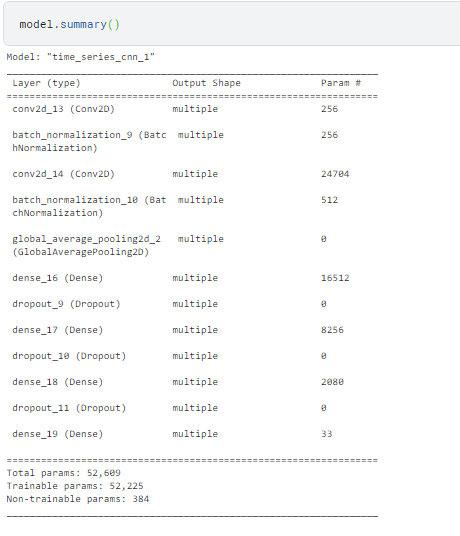 model.summary()
Model: "time_series_cnn_1"
_________________________________________________________________
Layer (type) Output Shape Param #
=================================================================
conv2d_13 (Conv2D) multiple 256
batch_normalization_9 (Batc multiple 256
hNormalization)
conv2d_14 (Conv2D) multiple 24704
batch_normalization_10 (Bat multiple 512
chNormalization)
global_average_pooling2d_2 multiple 0
(GlobalAveragePooling2D)
dense_16 (Dense) multiple 16512
dropout_9 (Dropout) multiple 0
dense_17 (Dense) multiple 8256
dropout_10 (Dropout) multiple 0
dense_18 (Dense) multiple 2080
dropout_11 (Dropout) multiple 0
dense_19 (Dense) multiple 33
=================================================================
Total params: 52,609
Trainable params: 52,225
Non-trainable params: 384
_________________________________________________________________